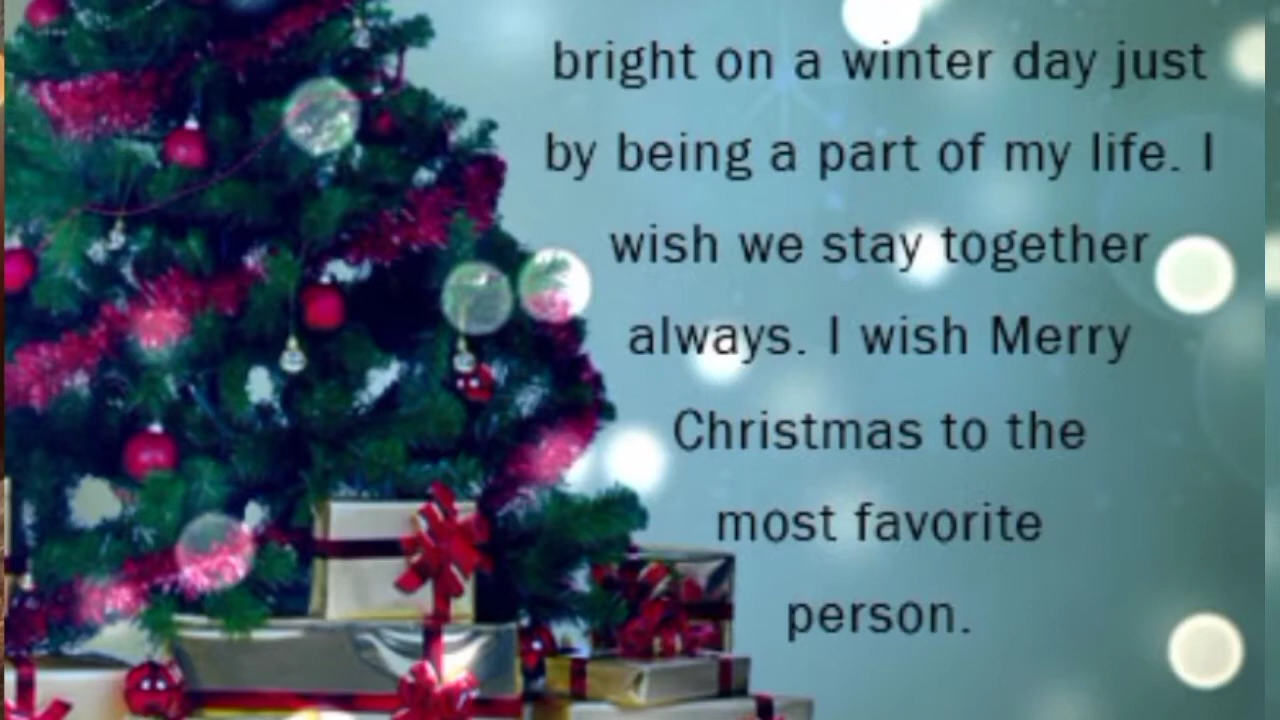 bright on a winter day just
by being a part of my life. I
wish we stay together
always. I wish Merry
Christmas to the
most favorite
person.